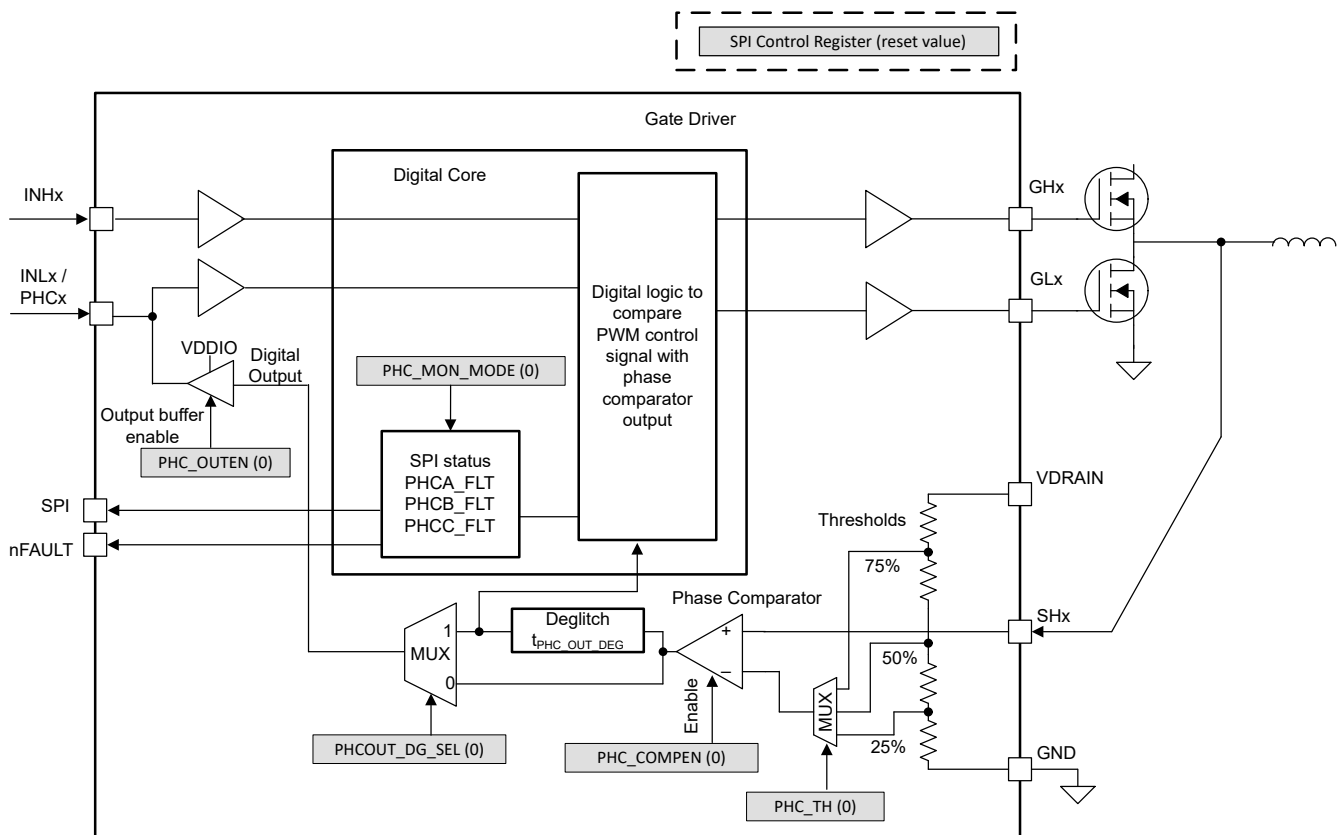 SPI Control Register (reset value)
Gate Driver
Digital Core
INHx
GHx
INLx /
PHCx
GLx
Digital logic to
compare
PWM control
signal with
phase
comparator
output
VDDIO
Digital
Output
PHC_MON_MODE (0)
Output buffer
enable
PHC_OUTEN (0)
SPI status
PHCA_FLT
PHCB_FLT
PHCC_FLT
SPI
nFAULT
VDRAIN
Thresholds
75%
Phase Comparator
SHx
Deglitch
tPHC_OUT_DEG
1
MUX
0
+
–
50%
MUX
Enable
25%
PHCOUT_DG_SEL (0)
PHC_COMPEN (0)
GND
PHC_TH (0)